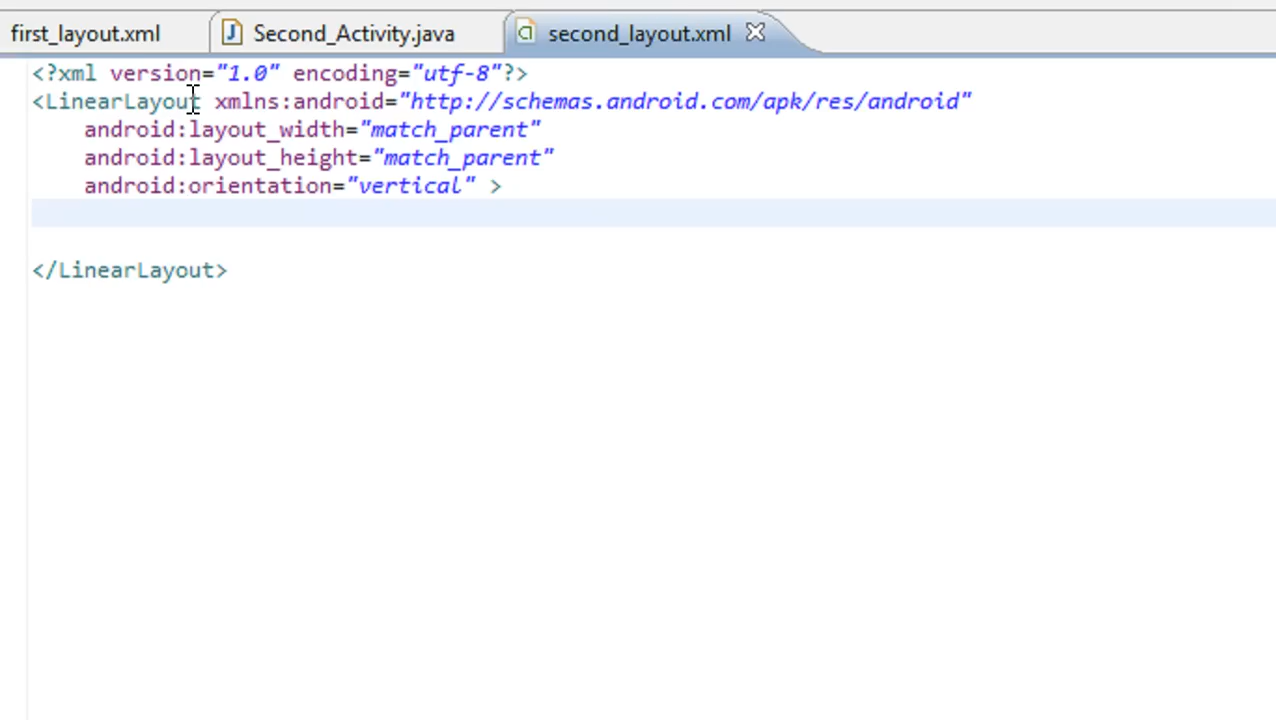 first_layout.xml Second_Activity.java second_layout.xml
<?xml version="1.0" encoding="utf-8"?>
<LinearLayout xmlns:android="http://schemas.android.com/apk/res/android"
    android:layout_width="match_parent"
    android:layout_height="match_parent"
    android:orientation="vertical" >
</LinearLayout>